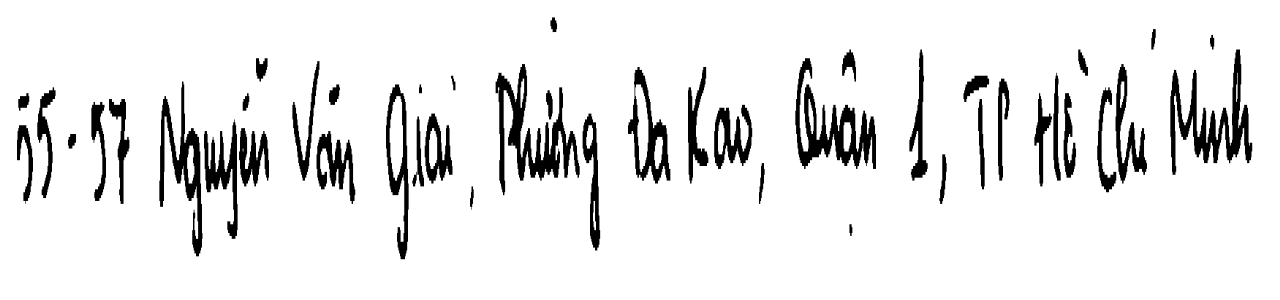 55-57 Nguyễn Văn Giai, Phường Đa Kao, Quận 1, TP Hồ Chí Minh